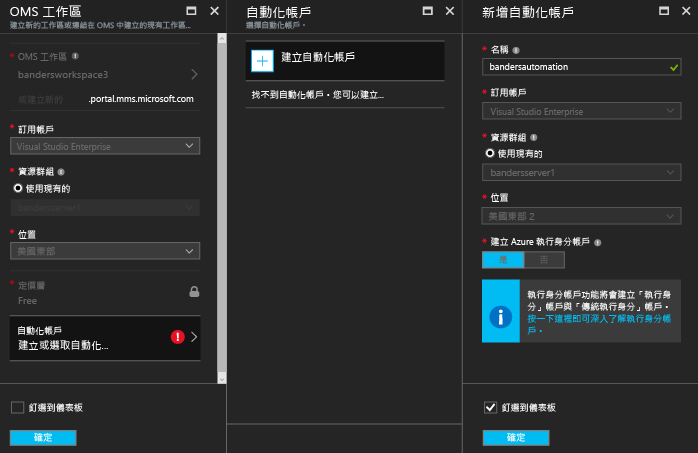 OMS 工作區
建立新的工作區或連結在 OMS 中建立的現有工作區...
* OMS 工作區
bandersworkspace3
或建立新的 .portal.mms.microsoft.com
* 訂用帳戶
Visual Studio Enterprise
* 資源群組
使用現有的
bandersserver1
* 位置
美國東部
* 定價層
Free
自動化帳戶
建立或選取自動化...
釘選到儀表板
確定
自動化帳戶
選擇自動化帳戶。
建立自動化帳戶
找不到自動化帳戶。您可以建立...
新增自動化帳戶
* 名稱
bandersautomation
* 訂用帳戶
Visual Studio Enterprise
* 資源群組
使用現有的
bandersserver1
* 位置
美國東部 2
* 建立 Azure 執行身分帳戶
是 否
執行身分帳戶功能將會建立「執行身
分」帳戶與「傳統執行身分」帳戶。
按一下這裡即可深入了解執行身分帳
戶。
釘選到儀表板
確定